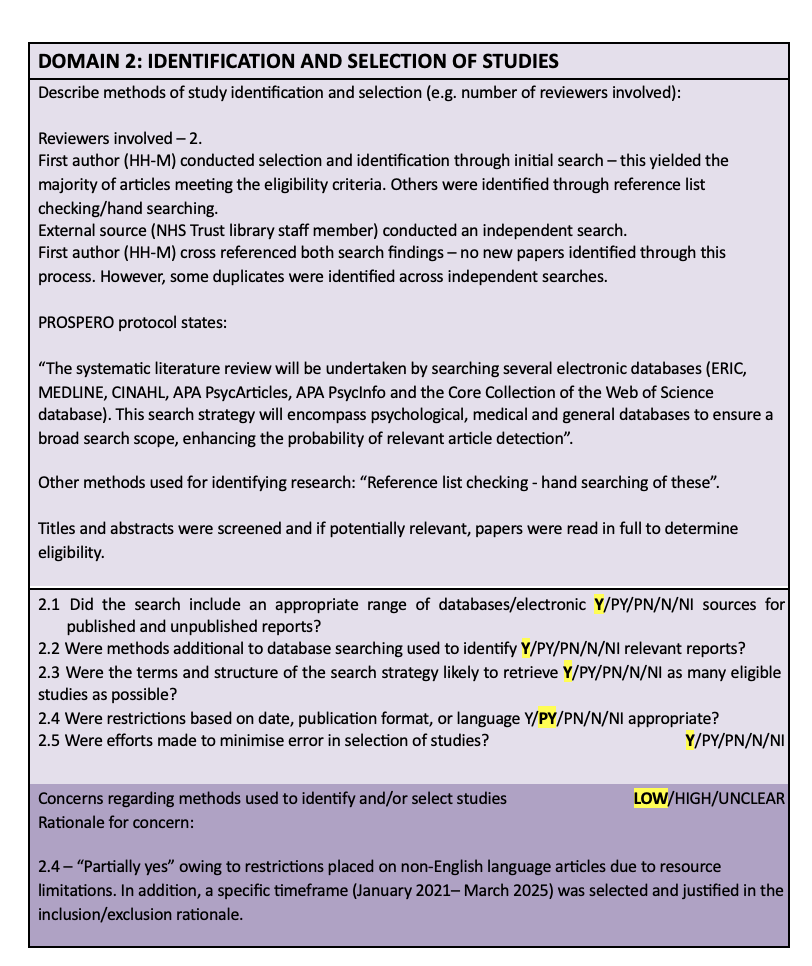 DOMAIN 2: IDENTIFICATION AND SELECTION OF STUDIES
Describe methods of study identification and selection (e.g. number of reviewers involved):
Reviewers involved – 2.
First author (HH-M) conducted selection and identification through initial search – this yielded the
majority of articles meeting the eligibility criteria. Others were identified through reference list
checking/hand searching.
External source (NHS Trust library staff member) conducted an independent search.
First author (HH-M) cross referenced both search findings – no new papers identified through this
process. However, some duplicates were identified across independent searches.
PROSPERO protocol states:
“The systematic literature review will be undertaken by searching several electronic databases (ERIC,
MEDLINE, CINAHL, APA PsycArticles, APA PsycInfo and the Core Collection of the Web of Science
database). This search strategy will encompass psychological, medical and general databases to ensure a
broad search scope, enhancing the probability of relevant article detection”.
Other methods used for identifying research: “Reference list checking - hand searching of these”.
Titles and abstracts were screened and if potentially relevant, papers were read in full to determine
eligibility.
2.1 Did the search include an appropriate range of databases/electronic Y/PY/PN/N/NI sources for
published and unpublished reports?
2.2 Were methods additional to database searching used to identify Y/PY/PN/N/NI relevant reports?
2.3 Were the terms and structure of the search strategy likely to retrieve Y/PY/PN/N/NI as many eligible
studies as possible?
2.4 Were restrictions based on date, publication format, or language Y/PY/PN/N/NI appropriate?
2.5 Were efforts made to minimise error in selection of studies? Y/PY/PN/N/NI
Concerns regarding methods used to identify and/or select studies LOW/HIGH/UNCLEAR
Rationale for concern:
2.4 – “Partially yes” owing to restrictions placed on non-English language articles due to resource
limitations. In addition, a specific timeframe (January 2021– March 2025) was selected and justified in the
inclusion/exclusion rationale.